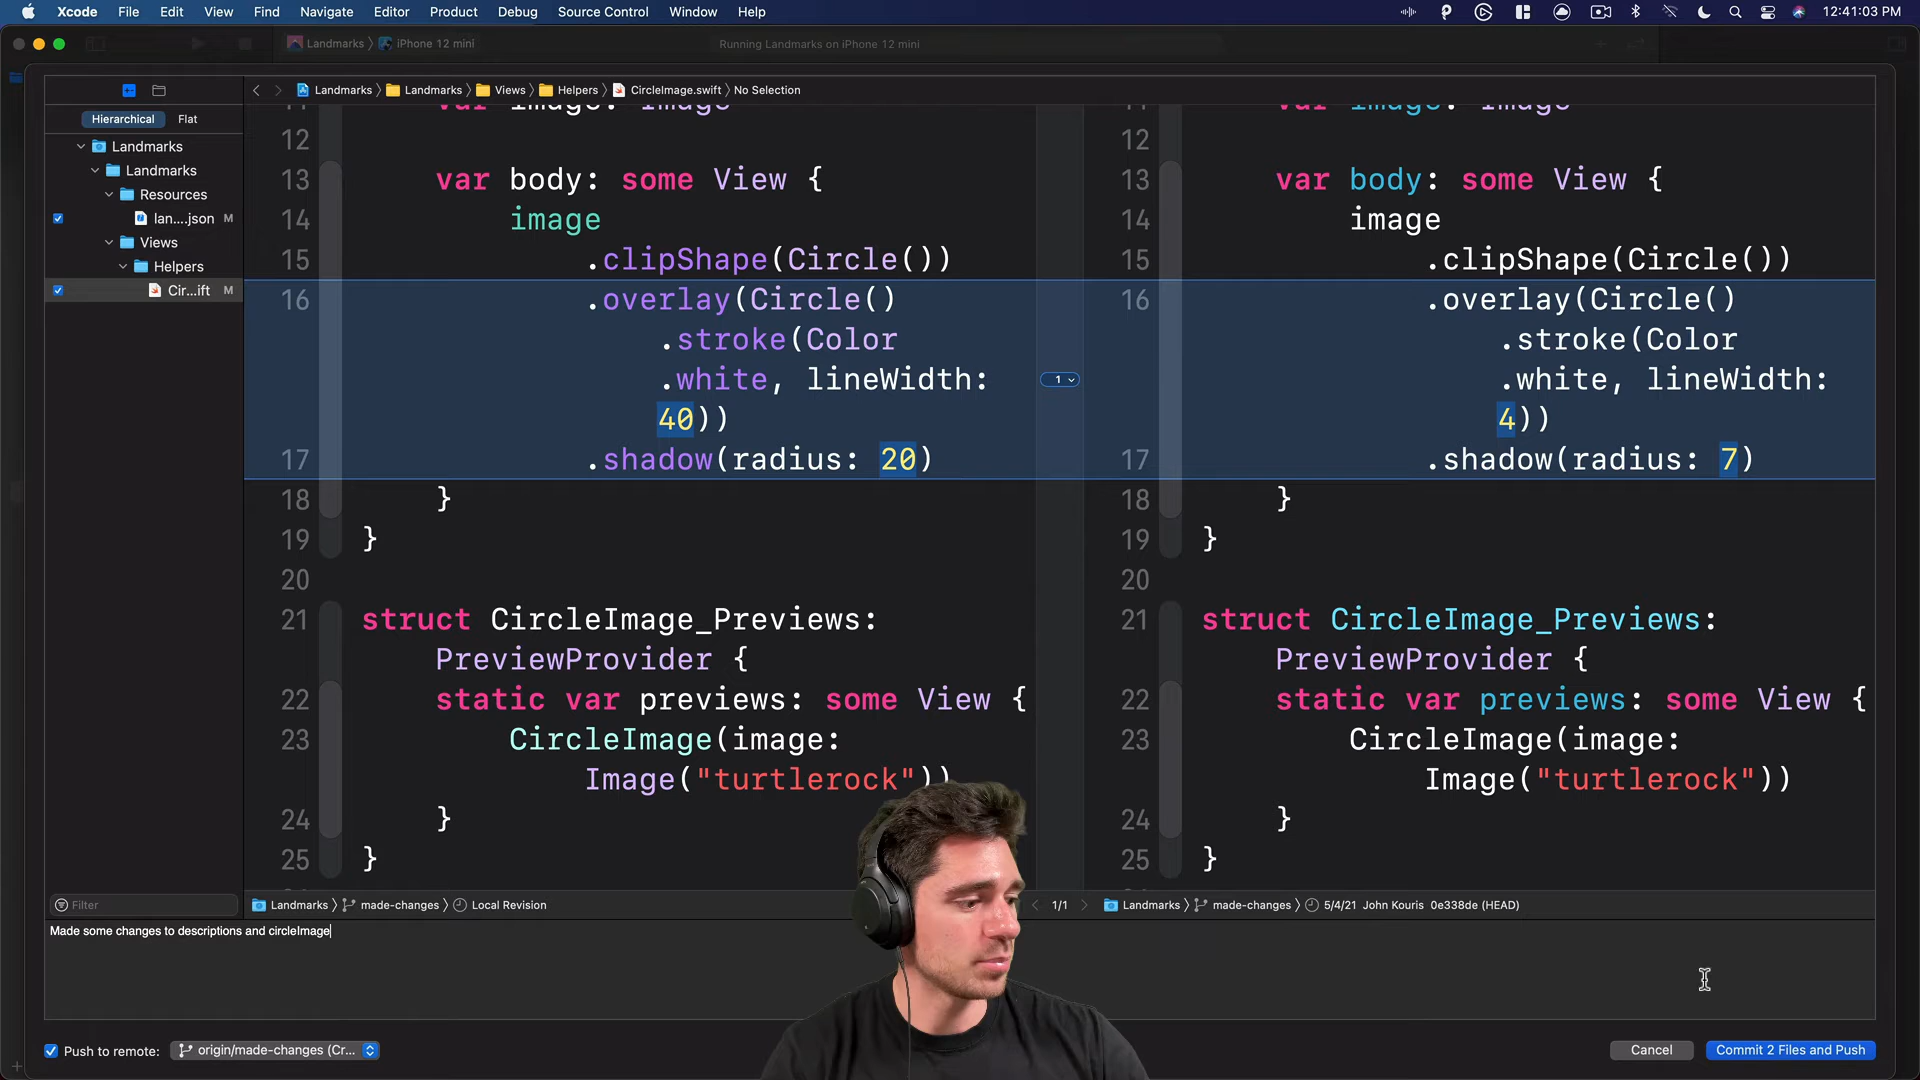 Xcode File Edit View Find Navigate Editor Product Debug Source Control Window Help 12:41:03 PM
Landmarks iPhone 12 mini Running Landmarks on iPhone 12 mini
Landmarks Landmarks Views Helpers CircleImage.swift No Selection
Hierarchical Flat
Landmarks
Landmarks
Resources
lan....json M
Views
Helpers
Cir...ift M
Filter
var image: Image
12
13 var body: some View {
14 image
15 .clipShape(Circle())
16 .overlay(Circle()
.stroke(Color
.white, lineWidth:
40))
17 .shadow(radius: 20)
18 }
19 }
20
21 struct CircleImage_Previews:
PreviewProvider {
22 static var previews: some View {
23 CircleImage(image:
Image("turtlerock"))
24 }
25 }
1
var image: Image
12
13 var body: some View {
14 image
15 .clipShape(Circle())
16 .overlay(Circle()
.stroke(Color
.white, lineWidth:
4))
17 .shadow(radius: 7)
18 }
19 }
20
21 struct CircleImage_Previews:
PreviewProvider {
22 static var previews: some View {
23 CircleImage(image:
Image("turtlerock"))
24 }
25 }
Landmarks made-changes Local Revision 1/1 Landmarks made-changes 5/4/21 John Kouris 0e338de (HEAD)
Made some changes to descriptions and circleImage
Push to remote: origin/made-changes (Cr... Cancel Commit 2 Files and Push